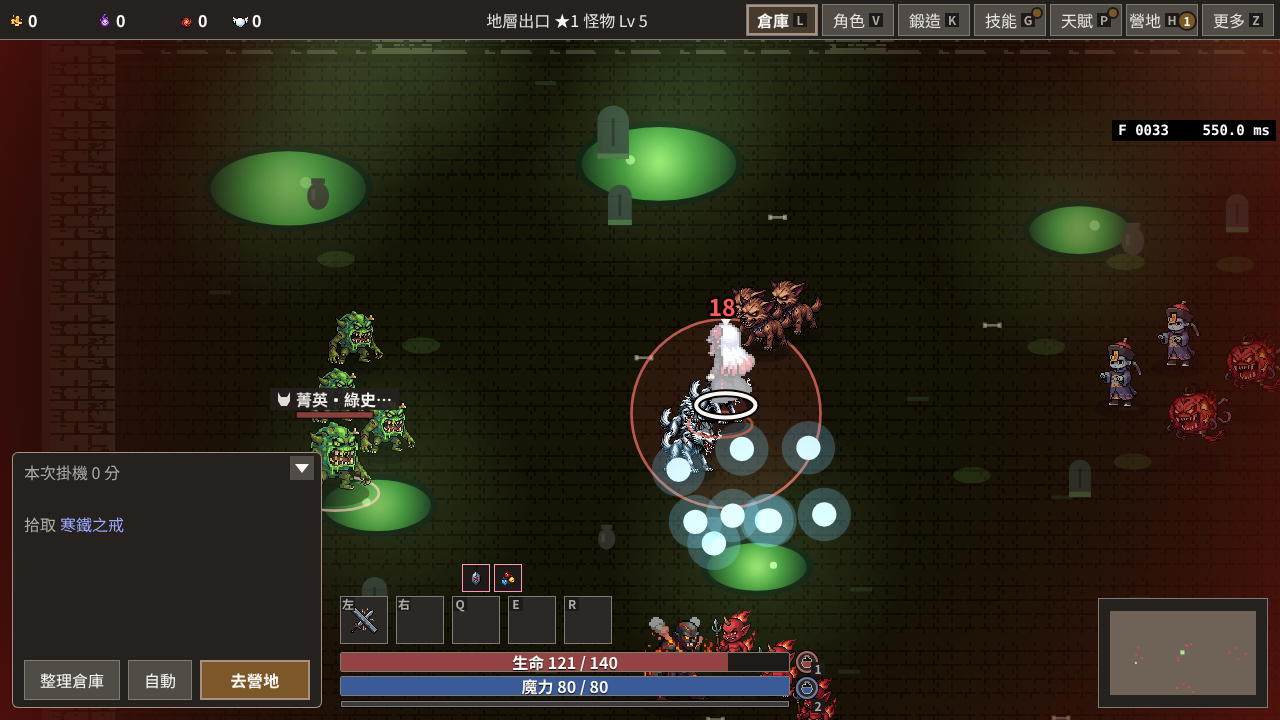 0 0 0 0 地層出口 ★1 怪物 Lv 5 倉庫 L 角色 V 鍛造 K 技能 G 天賦 P 營地 H 1 更多 Z
F 0033 550.0 ms
18
菁英・綠史…
本次掛機 0 分
拾取 寒鐵之戒
左 右 Q E R
生命 121 / 140 1
整理倉庫 自動 去營地
魔力 80 / 80 2